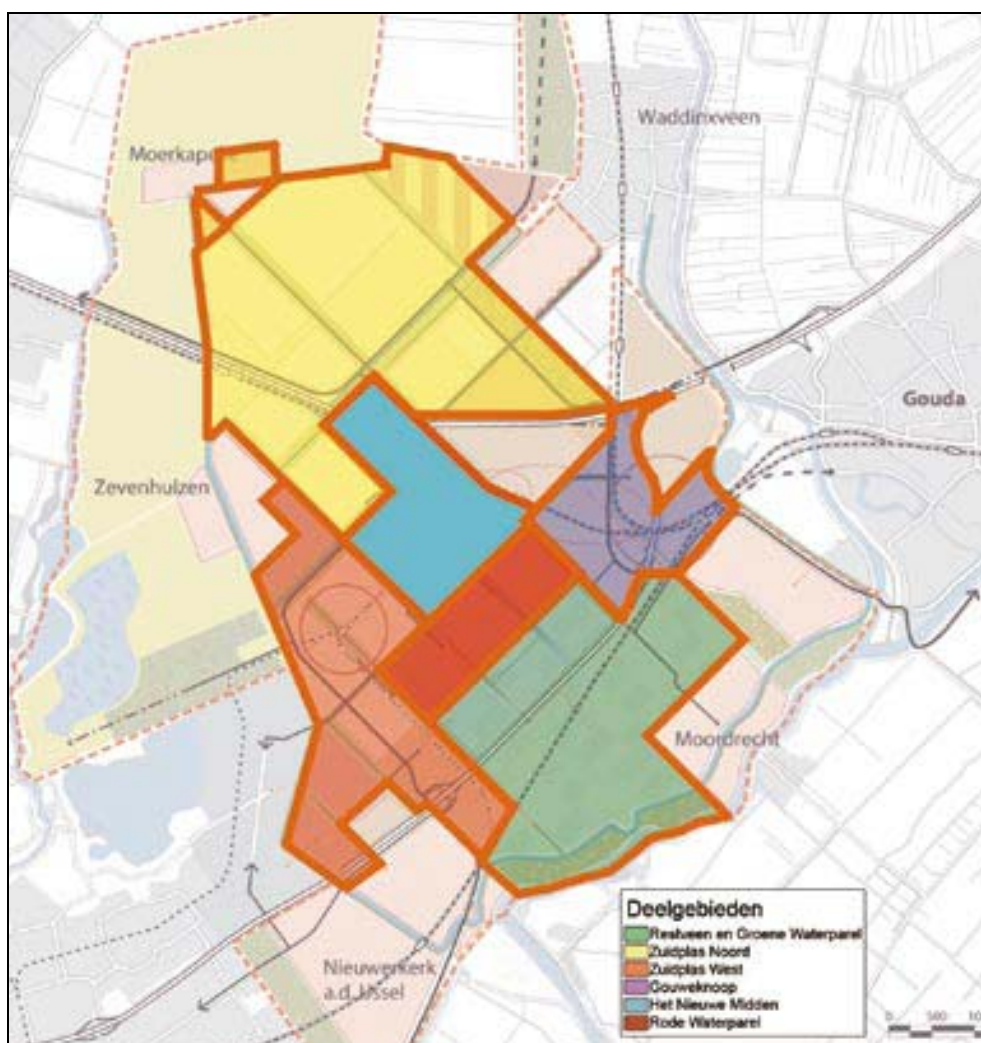 Waddinxveen
Moerkape
Gouda
Zevenhuizen
Moordrecht
Nieuwerkerk
a.d. IJssel
Deelgebieden
Restveen en Groene Waterparel
Zuidplas Noord
Zuidplas West
Gouweknoop
Het Nieuwe Midden
Rode Waterparel
0 500 10